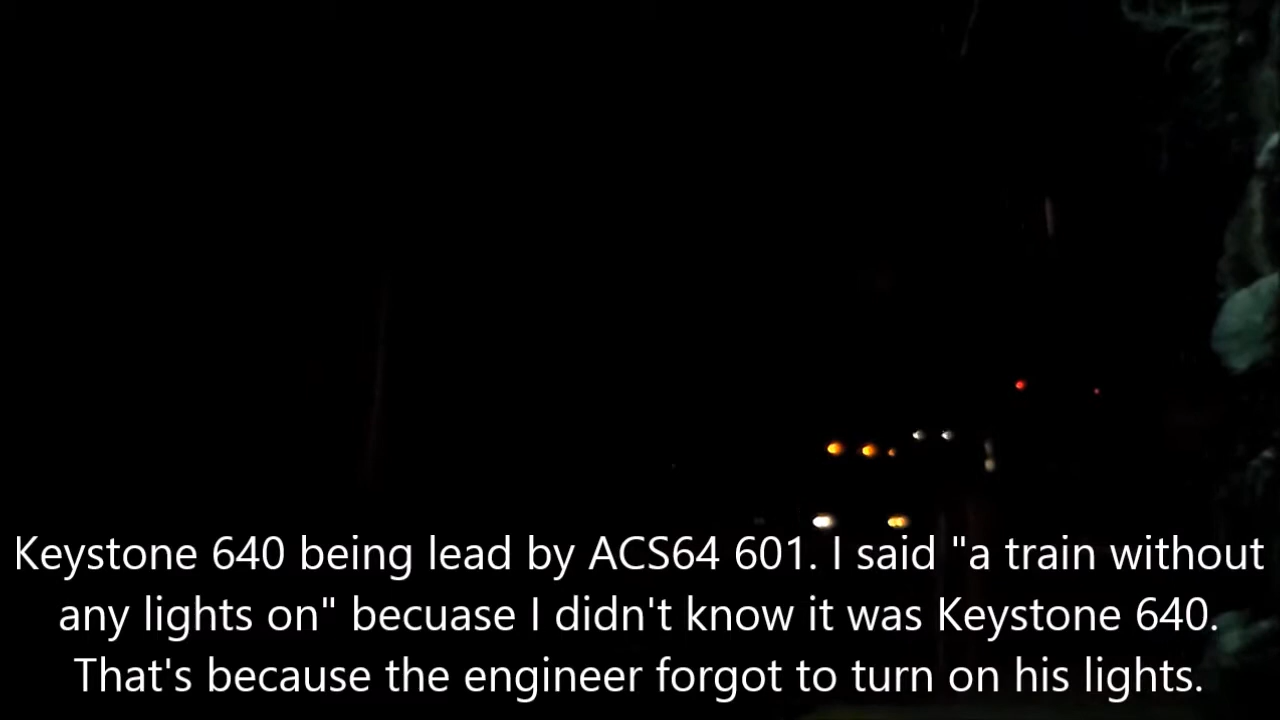 Keystone 640 being lead by ACS64 601. I said "a train without
any lights on" becuase I didn't know it was Keystone 640.
That's because the engineer forgot to turn on his lights.